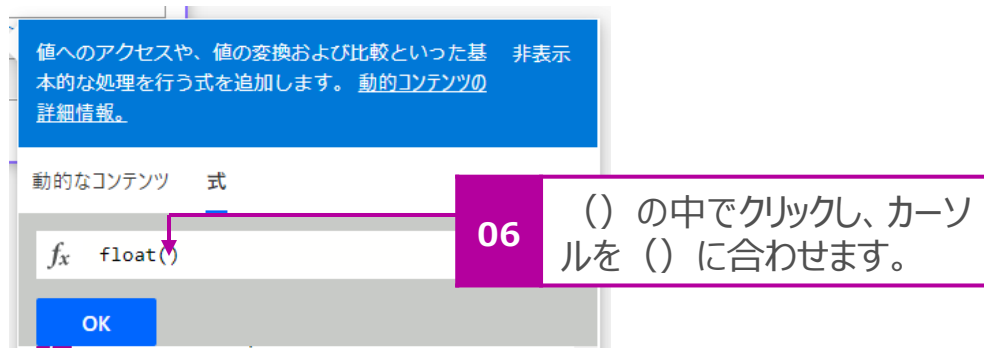 値へのアクセスや、値の変換および比較といった基 非表示
本的な処理を行う式を追加します。 動的コンテンツの
詳細情報。
動的なコンテンツ 式
06 （）の中でクリックし、カーソ
ルを（）に合わせます。
fx float()
OK